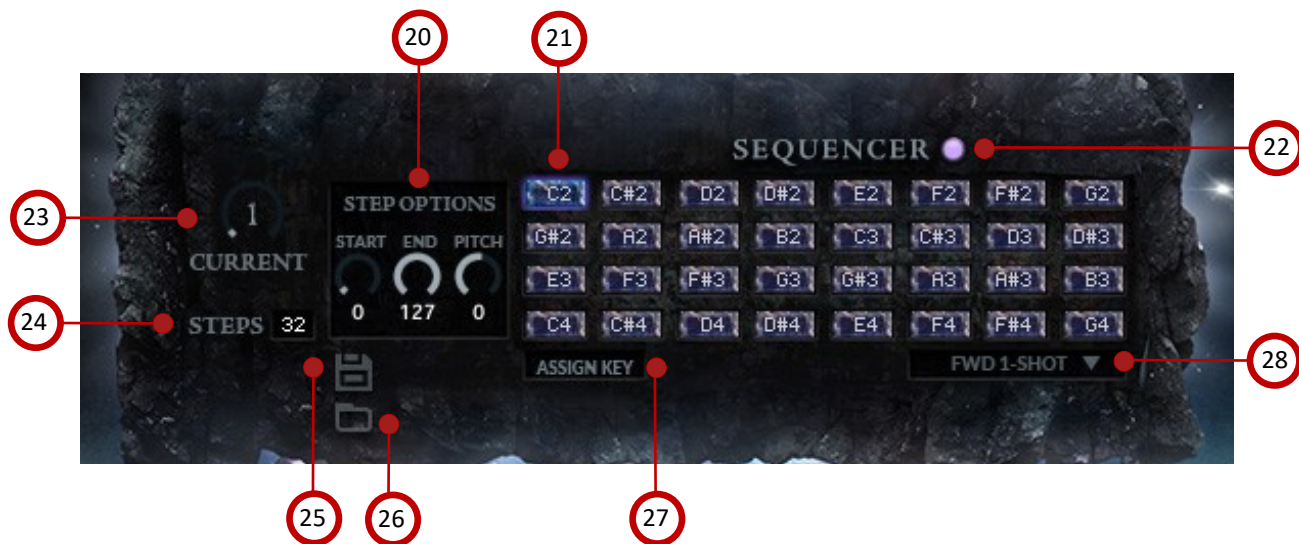 20
21
SEQUENCER
22
23
1
CURRENT
STEP OPTIONS
START END PITCH
0 127 0
C2 C#2 D2 D#2 E2 F2 F#2 G2
G#2 A2 A#2 B2 C3 C#3 D3 D#3
E3 F3 F#3 G3 G#3 A3 A#3 B3
C4 C#4 D4 D#4 E4 F4 F#4 G4
24
STEPS 32
ASSIGN KEY
FWD 1-SHOT ▼
28
25
26
27